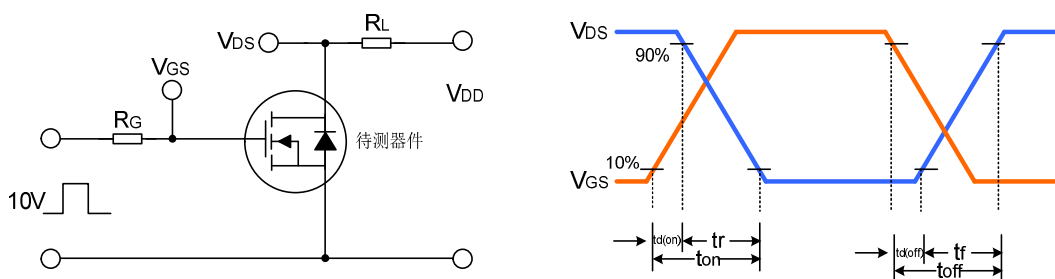 VDS
RL
VGS
VDD
RG
待测器件
10V
VDS
90%
10%
VGS
td(on)
tr
ton
td(off)
tf
toff